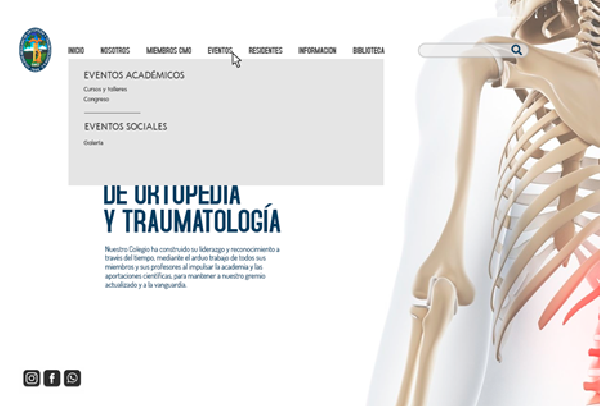 INICIO NOSOTROS MIEMBROS CMO EVENTOS RESIDENTES INFORMACION BIBLIOTECA
EVENTOS ACADÉMICOS
Cursos y talleres
Congreso
EVENTOS SOCIALES
Galería
DE ORTOPEDIA
Y TRAUMATOLOGÍA
Nuestro Colegio ha construido su liderazgo y reconocimiento a
través del tiempo, mediante el arduo trabajo de todos sus
miembros y sus profesores al impulsar la academia y las
aportaciones científicas, para mantener a nuestro gremio
actualizado y a la vanguardia.